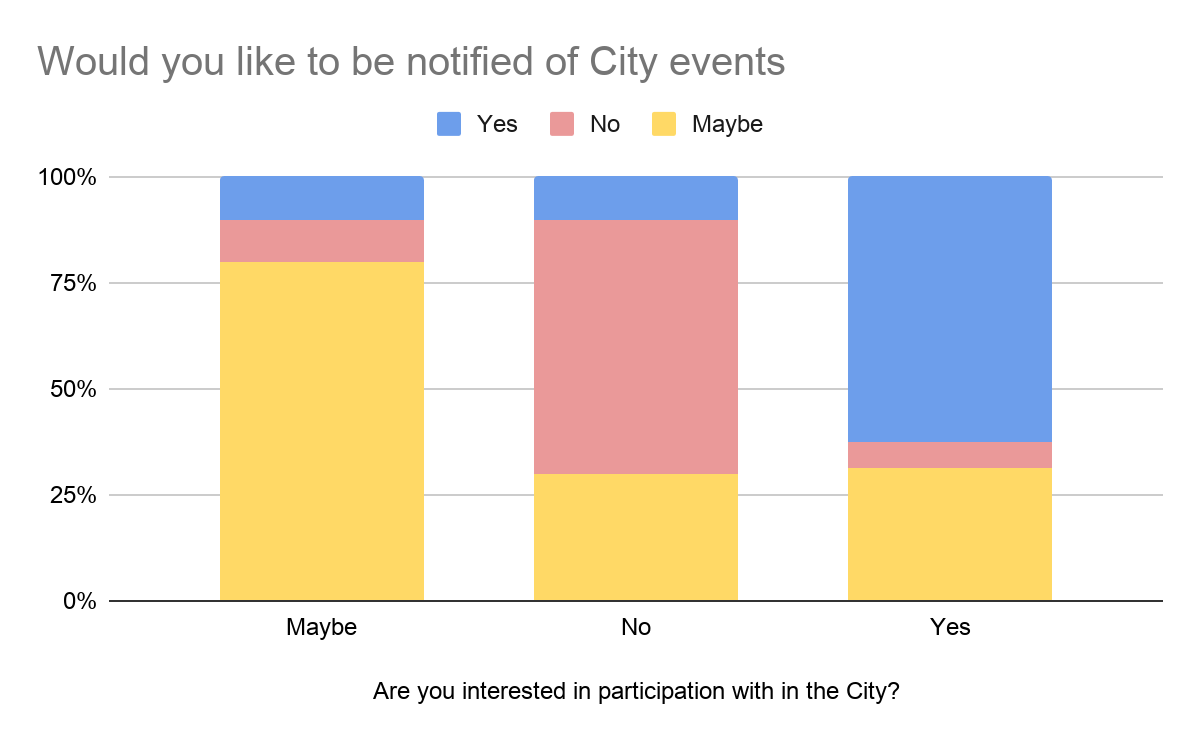 Would you like to be notified of City events
Yes No Maybe
100%
75%
50%
25%
0%
Maybe No Yes
Are you interested in participation with in the City?